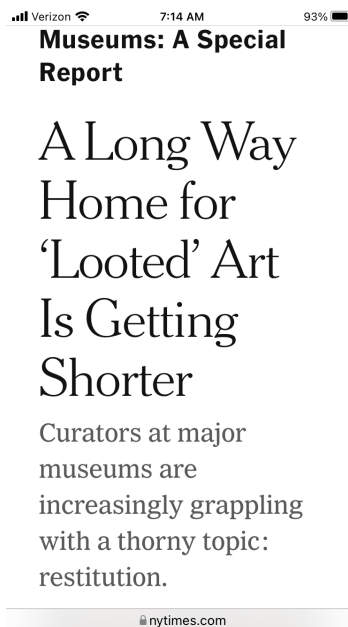 Verizon 7:14 AM 93%
Museums: A Special
Report
A Long Way
Home for
‘Looted’ Art
Is Getting
Shorter
Curators at major
museums are
increasingly grappling
with a thorny topic:
restitution.
nytimes.com